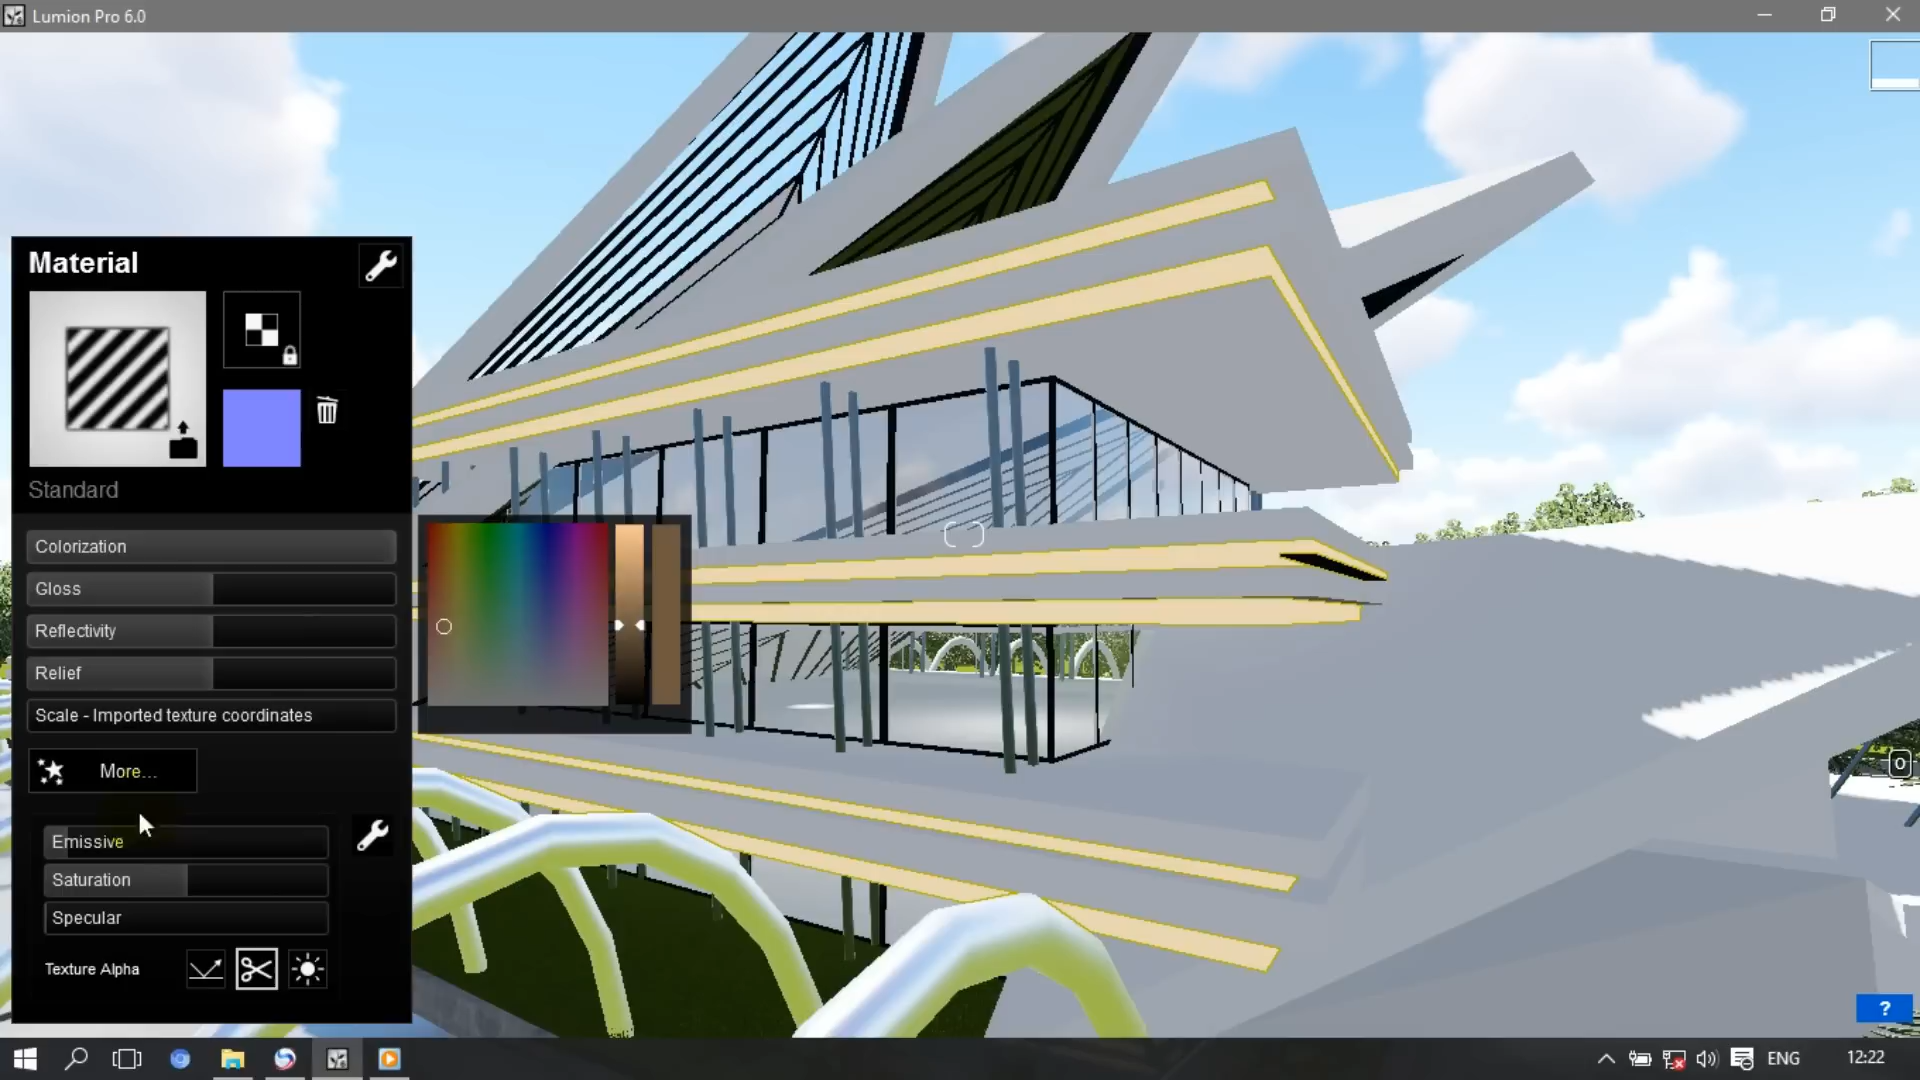 Lumion Pro 6.0
Material
Standard
Colorization
Gloss
Reflectivity
Relief
Scale - Imported texture coordinates
More...
Emissive
Saturation
Specular
Texture Alpha
O
?
ENG
12:22